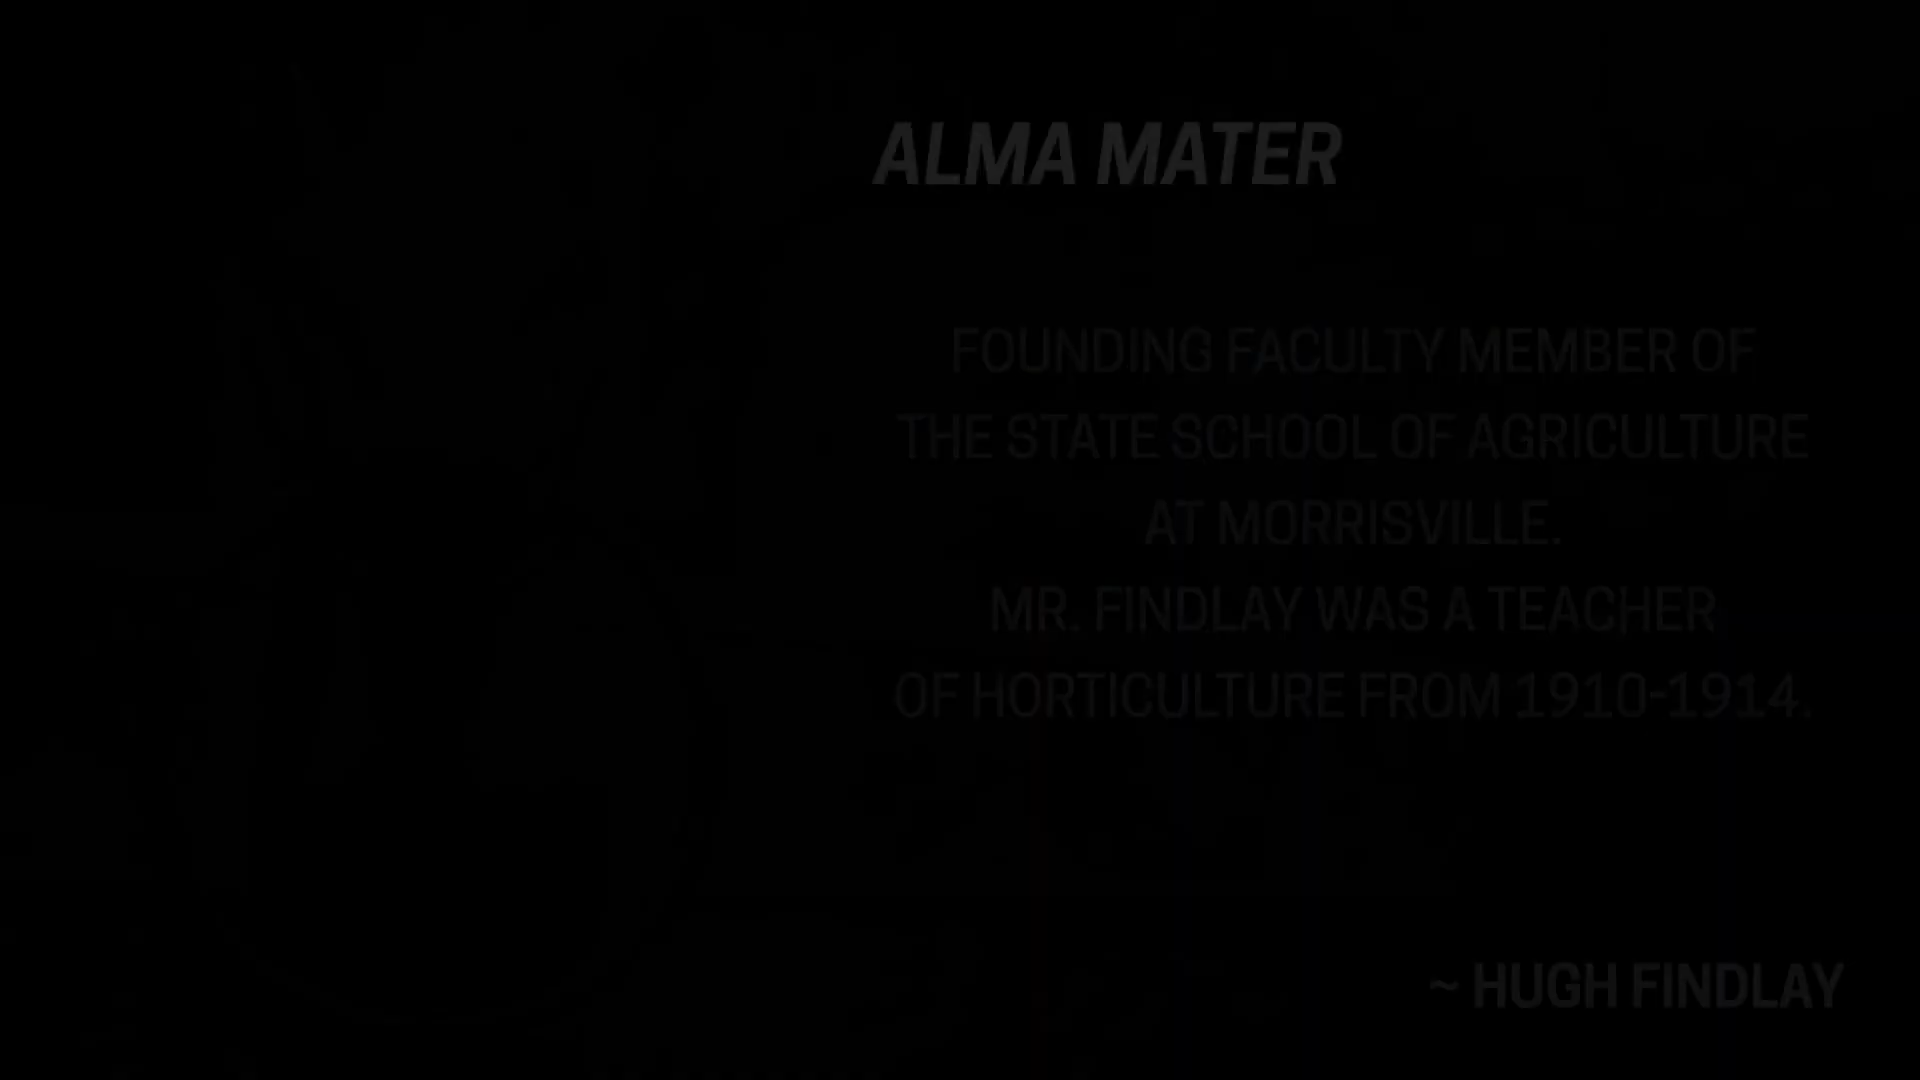 ALMA MATER
FOUNDING FACULTY MEMBER OF
THE STATE SCHOOL OF AGRICULTURE
AT MORRISVILLE.
MR. FINDLAY WAS A TEACHER
OF HORTICULTURE FROM 1910-1914.
~ HUGH FINDLAY